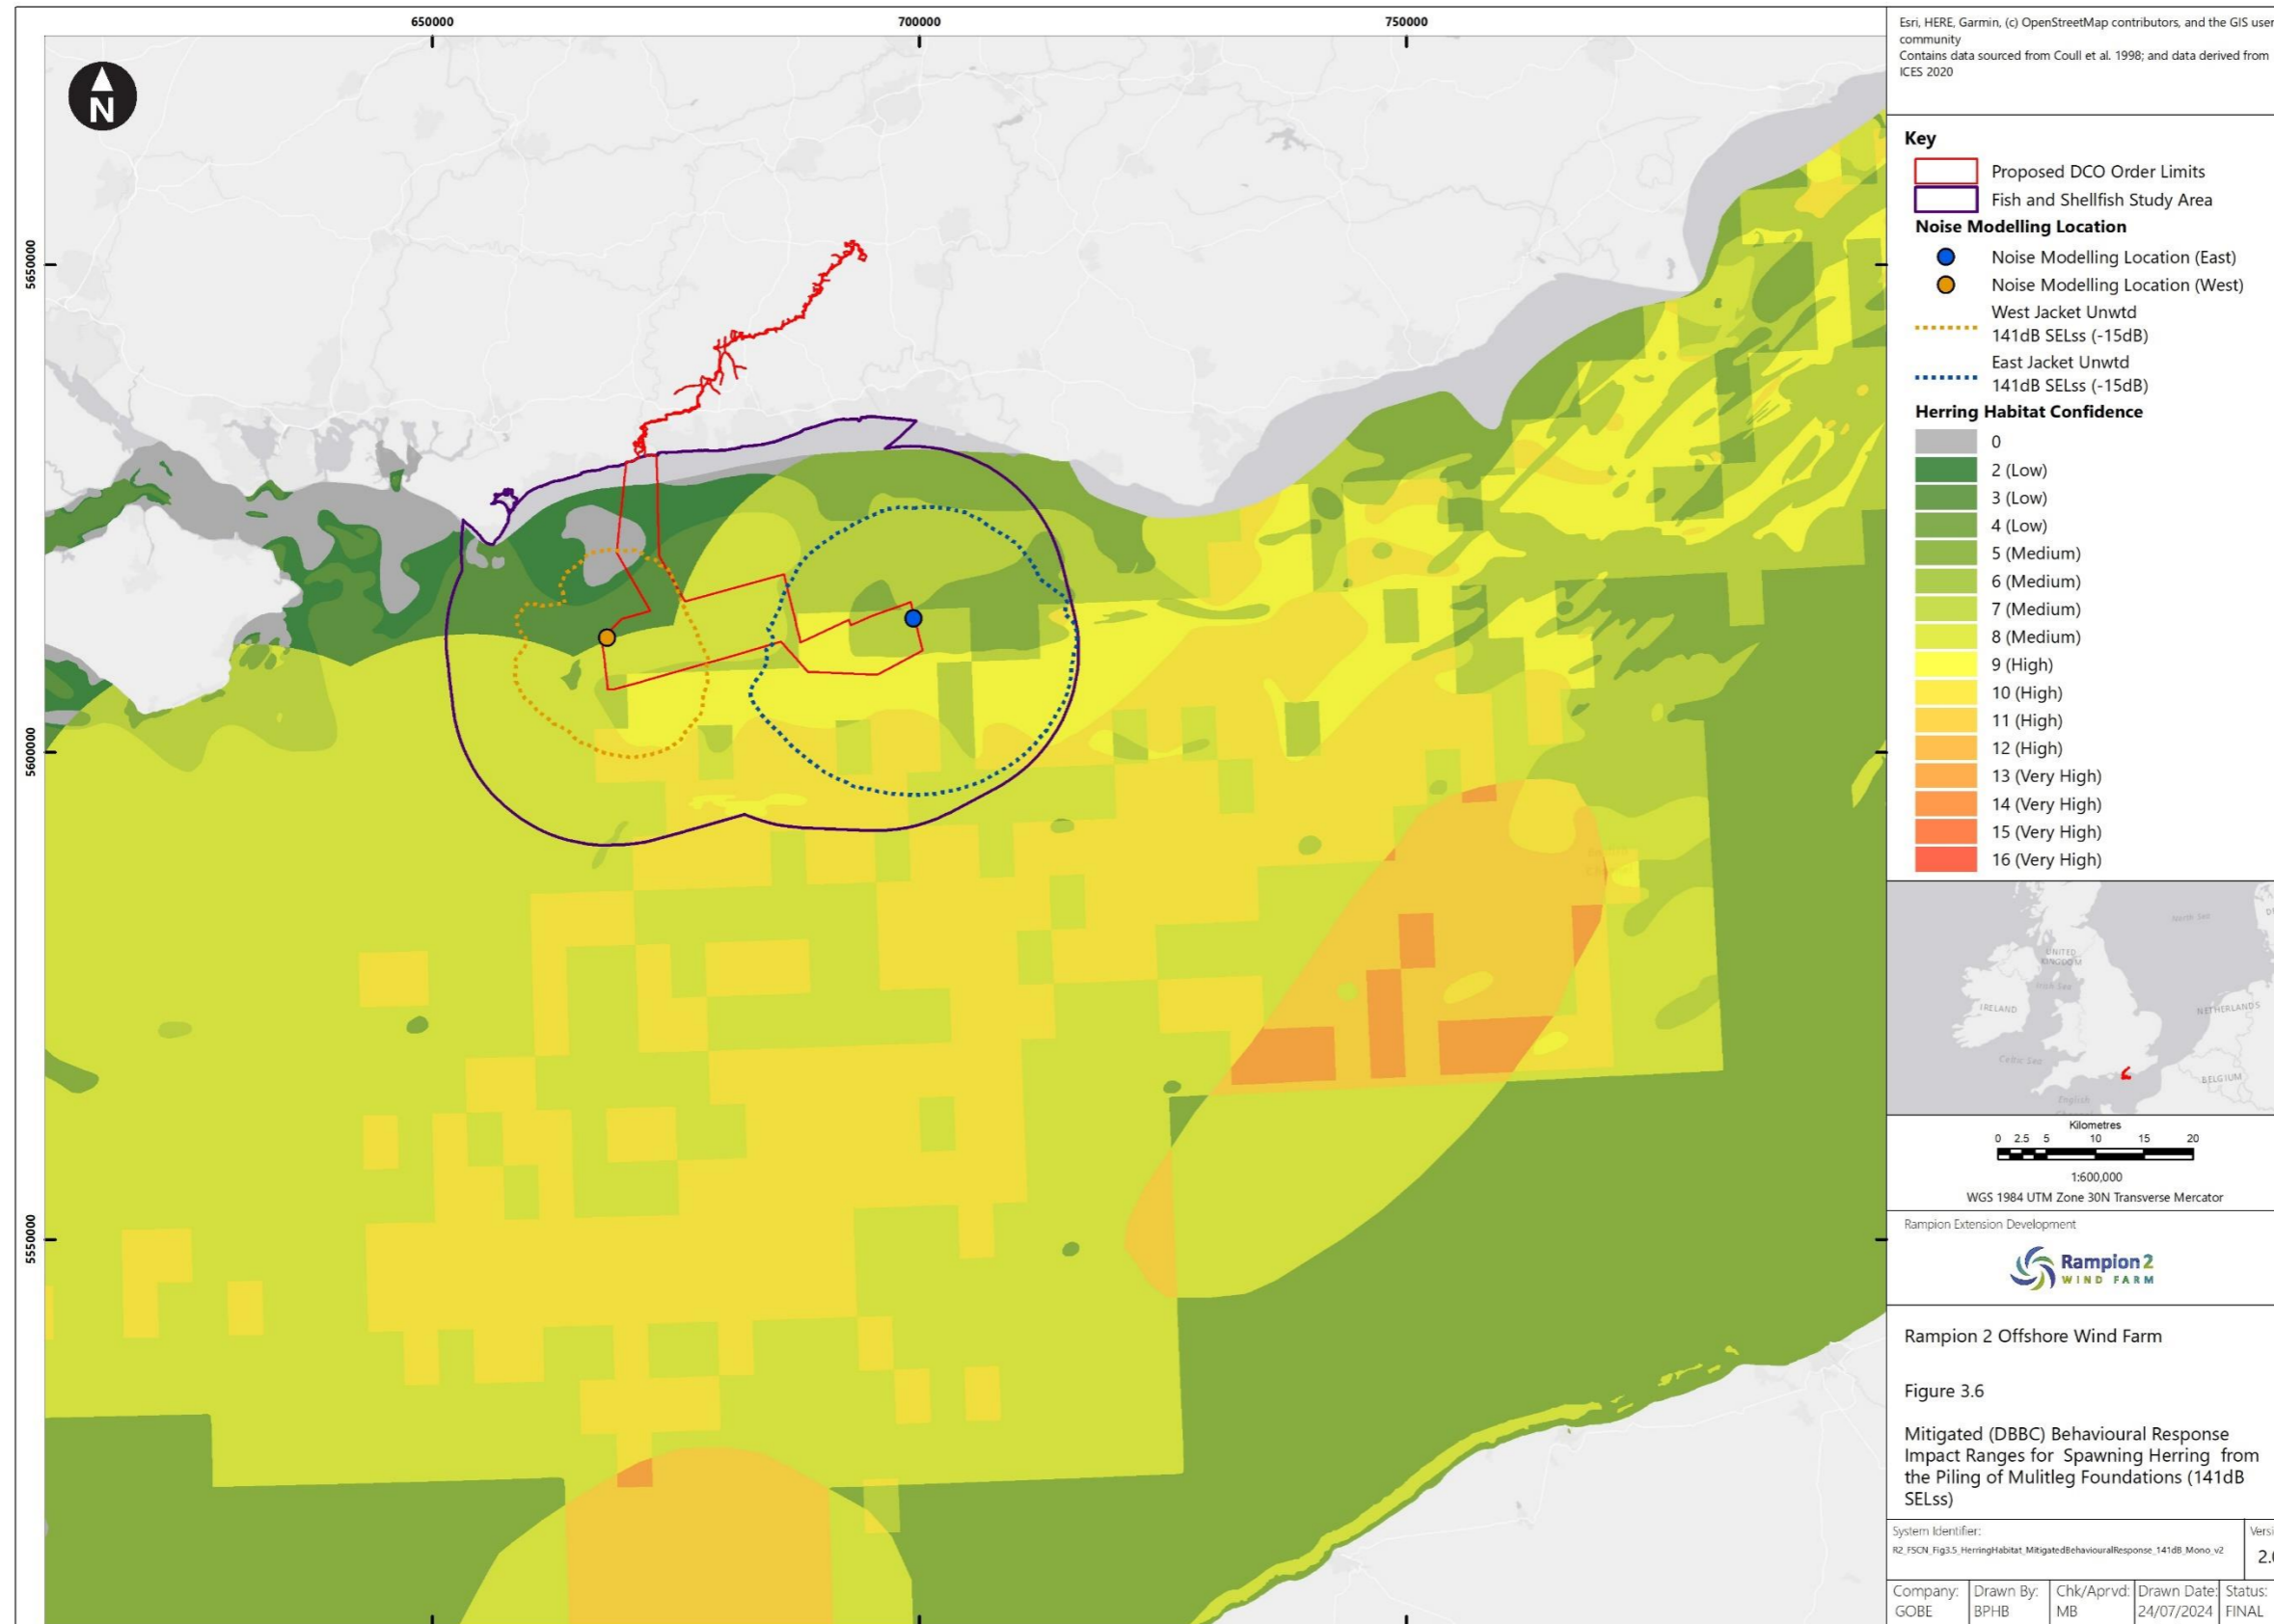 650000
700000
750000
5650000
5600000
5550000
N
Esri, HERE, Garmin, (c) OpenStreetMap contributors, and the GIS user
community
Contains data sourced from Coull et al. 1998; and data derived from
ICES 2020
Key
Proposed DCO Order Limits
Fish and Shellfish Study Area
Noise Modelling Location
Noise Modelling Location (East)
Noise Modelling Location (West)
West Jacket Unwtd
141dB SELss (-15dB)
East Jacket Unwtd
141dB SELss (-15dB)
Herring Habitat Confidence
0
2 (Low)
3 (Low)
4 (Low)
5 (Medium)
6 (Medium)
7 (Medium)
8 (Medium)
9 (High)
10 (High)
11 (High)
12 (High)
13 (Very High)
14 (Very High)
15 (Very High)
16 (Very High)
North Sea
UNITED
KINGDOM
Irish Sea
IRELAND
NETHERLANDS
Celtic Sea
BELGIUM
English
Kilometres
0 2.5 5 10 15 20
1:600,000
WGS 1984 UTM Zone 30N Transverse Mercator
Rampion Extension Development
Rampion 2
WIND FARM
Rampion 2 Offshore Wind Farm
Figure 3.6
Mitigated (DBBC) Behavioural Response
Impact Ranges for Spawning Herring from
the Piling of Mulitleg Foundations (141dB
SELss)
System Identifier:
R2_FSCN_Fig3.5_HerringHabitat_MitigatedBehaviouralResponse_141dB_Mono_v2
Company: Drawn By: Chk/Aprvd: Drawn Date: Status:
GOBE BPHB MB 24/07/2024 FINAL